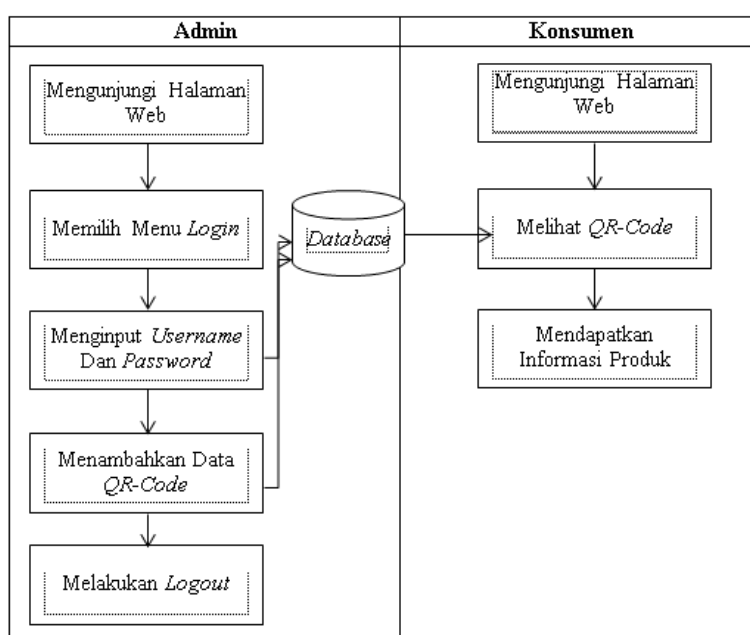 Admin
Konsumen
Mengunjungi Halaman
Web
Memilih Menu Login
Menginput Username
Dan Password
Menambahkan Data
QR-Code
Melakukan Logout
Database
Mengunjungi Halaman
Web
Melihat QR-Code
Mendapatkan
Informasi Produk